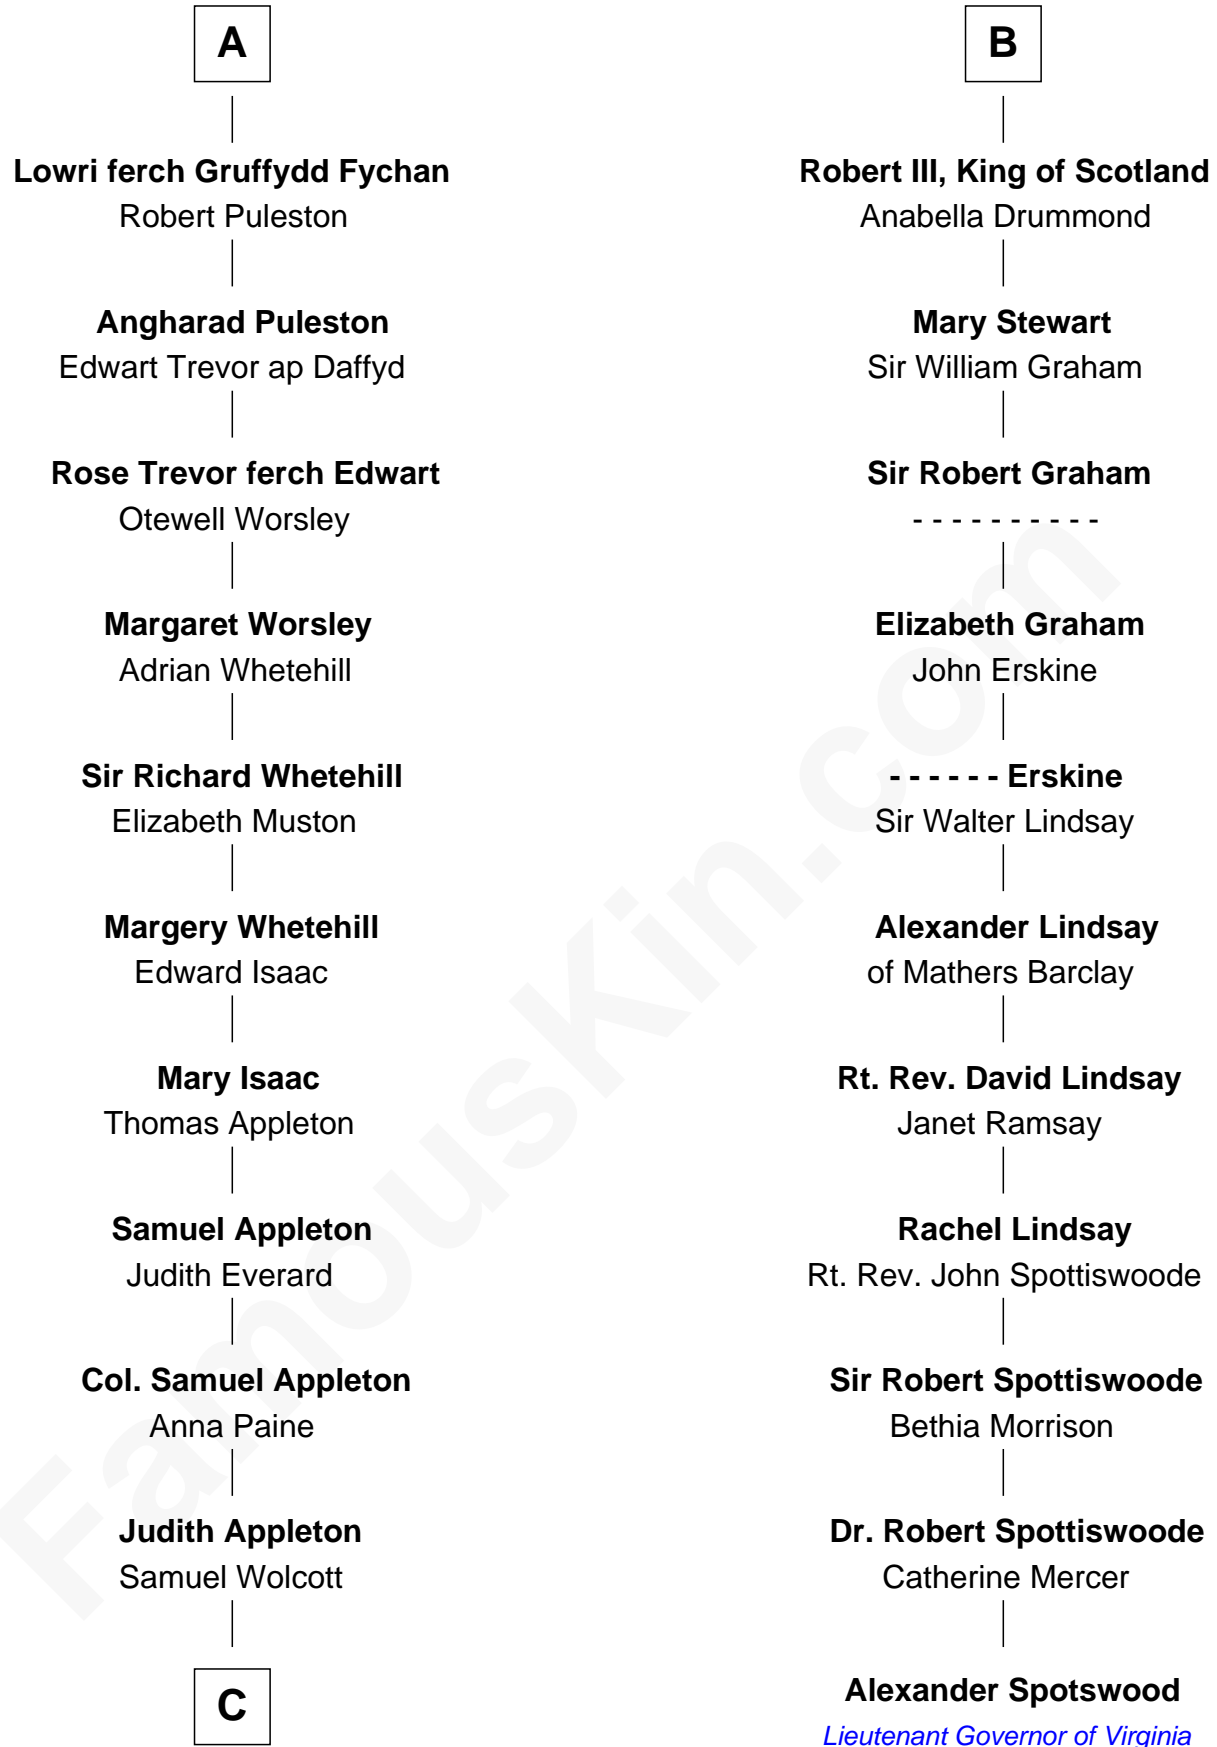 A
Lowri ferch Gruffydd Fychan
Robert Puleston
Angharad Puleston
Edwart Trevor ap Daffyd
Rose Trevor ferch Edwart
Otewell Worsley
Margaret Worsley
Adrian Whetehill
Sir Richard Whetehill
Elizabeth Muston
Margery Whetehill
Edward Isaac
Mary Isaac
Thomas Appleton
Samuel Appleton
Judith Everard
Col. Samuel Appleton
Anna Paine
Judith Appleton
Samuel Wolcott
C
B
Robert III, King of Scotland
Anabella Drummond
Mary Stewart
Sir William Graham
Sir Robert Graham
- - - - - - - - - -
Elizabeth Graham
John Erskine
- - - - - - Erskine
Sir Walter Lindsay
Alexander Lindsay
of Mathers Barclay
Rt. Rev. David Lindsay
Janet Ramsay
Rachel Lindsay
Rt. Rev. John Spottiswoode
Sir Robert Spottiswoode
Bethia Morrison
Dr. Robert Spottiswoode
Catherine Mercer
Alexander Spotswood
Lieutenant Governor of Virginia
FamousKin.com